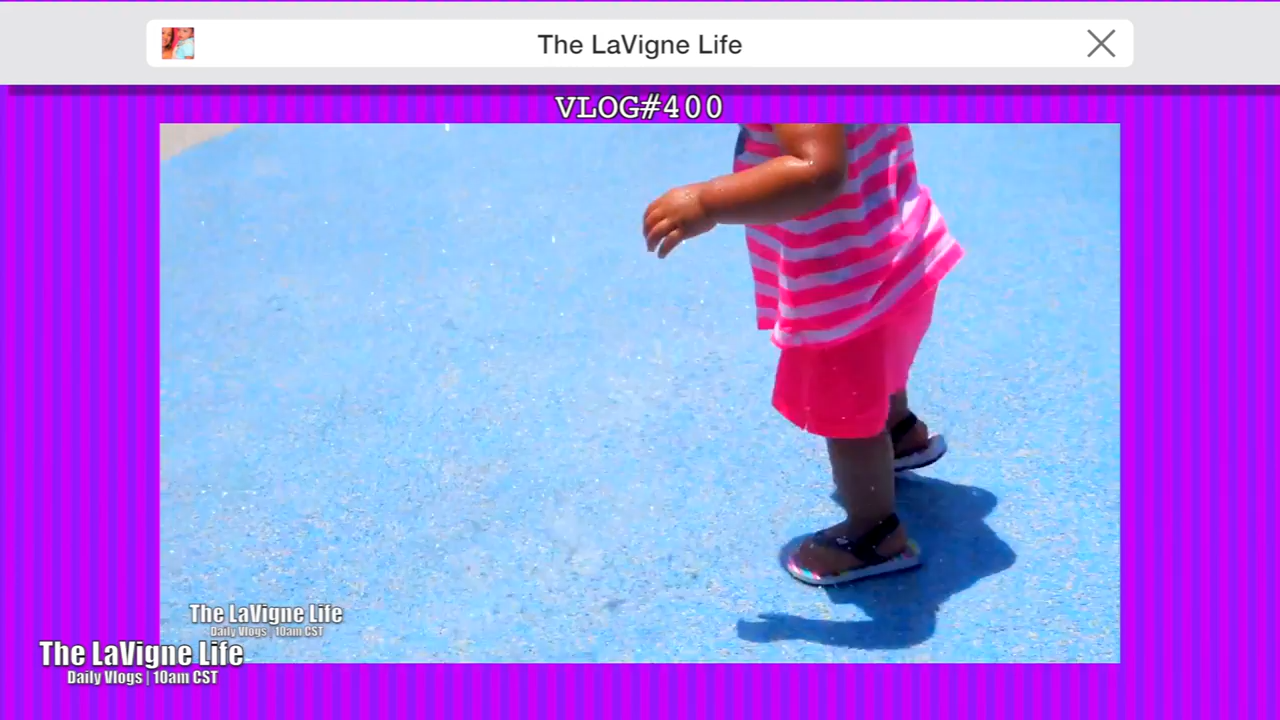 The LaVigne Life
VLOG#400
The LaVigne Life
Daily Vlogs | 10am CST
The LaVigne Life
Daily Vlogs | 10am CST